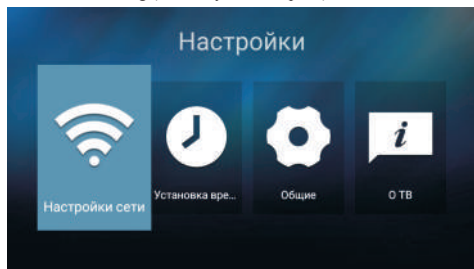 Настройки
Настройки сети
Установка вре...
Общие
О ТВ